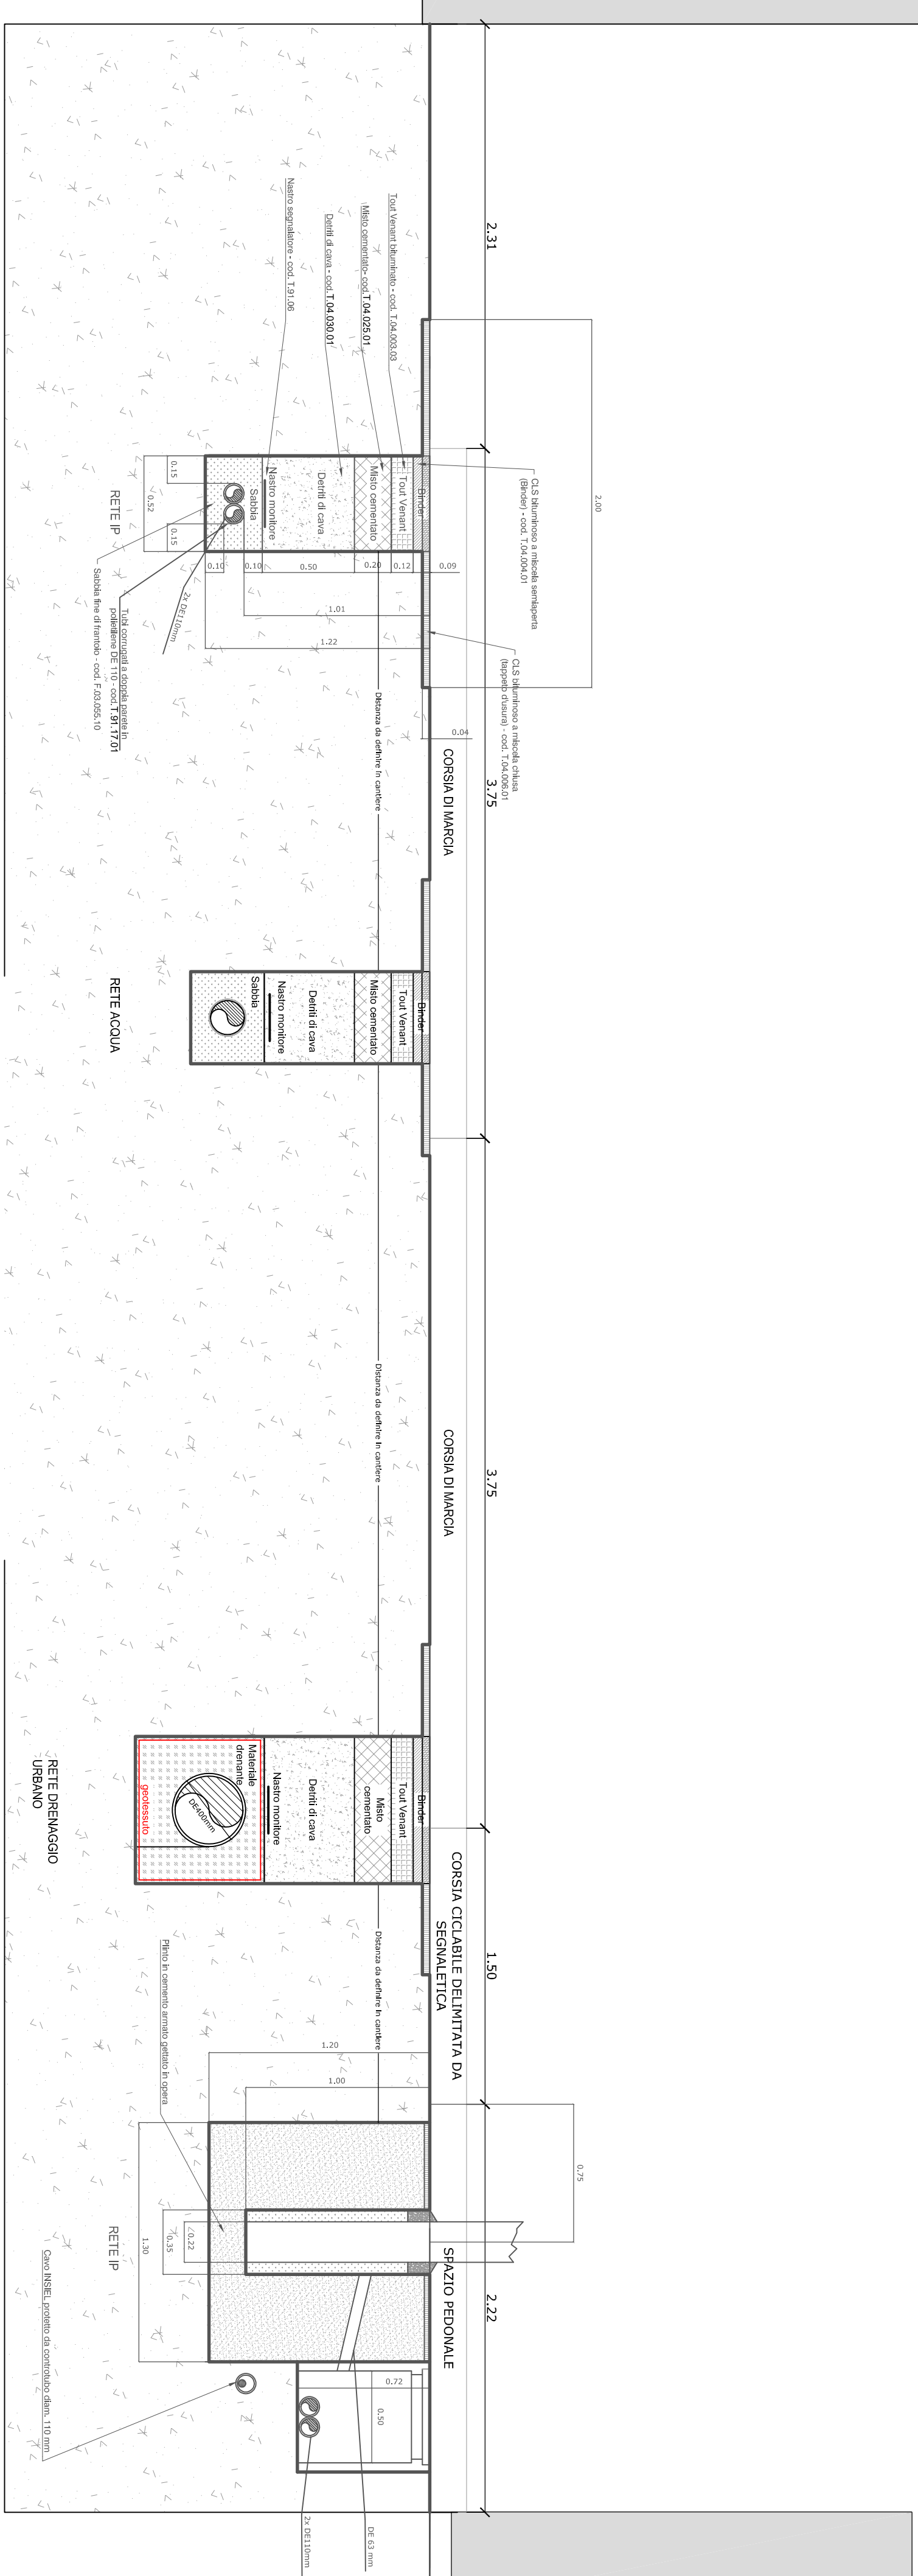 2.31
3.75
3.75
1.50
2.22
2.00
0.75
CLS bituminoso a miscela semiaperta
(Binder) - cod. T.04.004.01
CLS bituminoso a miscela chiusa
(tappeto d'usura) - cod. T.04.006.01
CORSIA DI MARCIA
CORSIA DI MARCIA
CORSIA CICLABILE DELIMITATA DA
SEGNALETICA
SPAZIO PEDONALE
Tout Venant bituminato - cod. T.04.003.03
Misto cementato- cod.T.04.025.01
Detriti di cava - cod.T.04.030.01
Nastro segnalatore - cod. T.91.06
Binder
Tout Venant
Misto cementato
Detriti di cava
Nastro monitore
Sabbia
0.09
0.04
0.12
0.20
0.50
0.10
0.10
1.01
1.22
0.15
0.15
0.52
RETE IP
2x DE110mm
Tubi corrugati a doppia parete in
polietilene DE 110 - cod. T.91.17.01
Sabbia fine di frantoio - cod. F.03.055.10
Distanza da definire in cantiere
Binder
Tout Venant
Misto cementato
Detriti di cava
Nastro monitore
Sabbia
RETE ACQUA
Distanza da definire in cantiere
Binder
Tout Venant
Misto
cementato
Detriti di cava
Nastro monitore
Materiale
drenante
DE400mm
geotessuto
RETE DRENAGGIO
URBANO
Distanza da definire in cantiere
Plinto in cemento armato gettato in opera
1.20
1.00
0.22
0.35
1.30
RETE IP
0.72
0.50
DE 63 mm
2x DE110mm
Cavo INSIEL protetto da controtubo diam. 110 mm